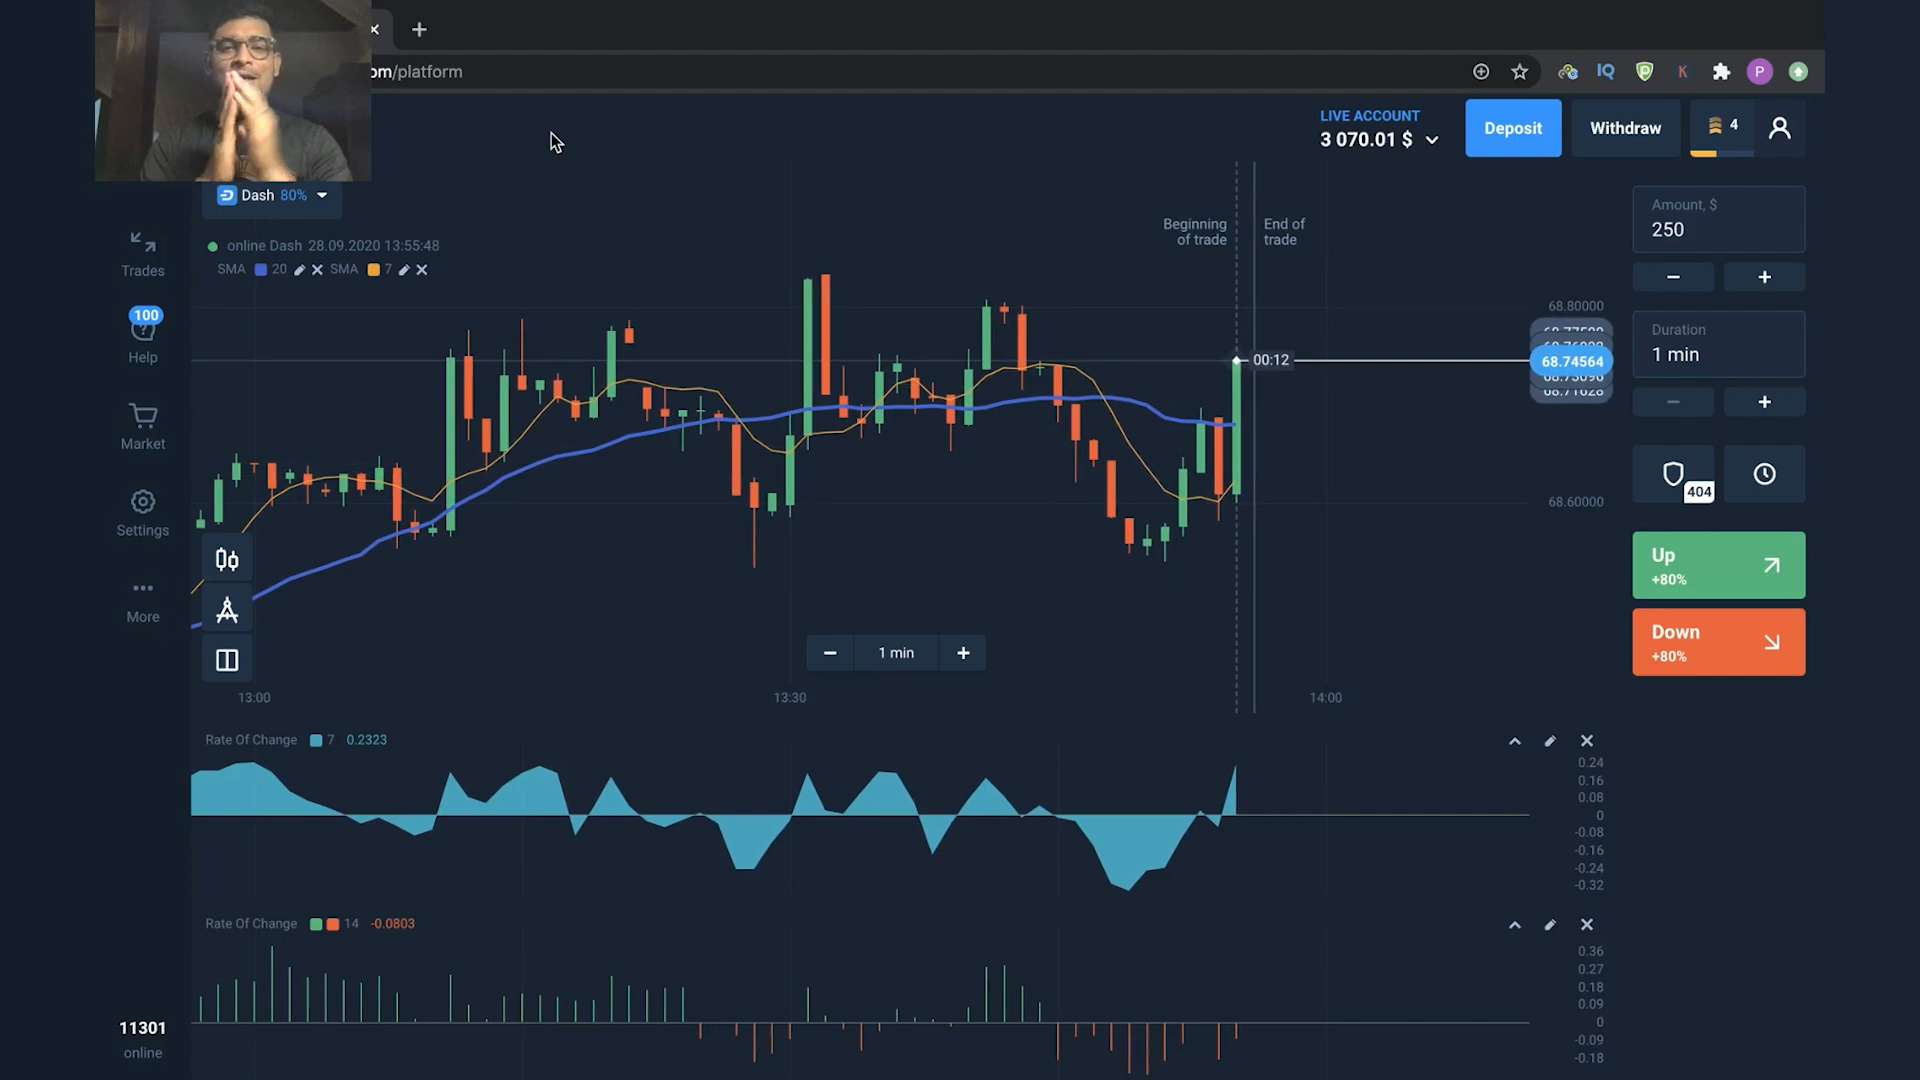 om/platform
IQ
K
P
LIVE ACCOUNT
3 070.01 $
Deposit
Withdraw
4
Dash 80%
online Dash 28.09.2020 13:55:48
SMA 20 SMA 7
Beginning
of trade
End of
trade
Trades
100
Help
Market
Settings
More
11301
online
68.80000
68.74564
68.60000
00:12
1 min
13:00
13:30
14:00
Amount, $
250
Duration
1 min
404
Up
+80%
Down
+80%
Rate Of Change 7 0.2323
0.24
0.16
0.08
0
-0.08
-0.16
-0.24
-0.32
Rate Of Change 14 -0.0803
0.36
0.27
0.18
0.09
0
-0.09
-0.18